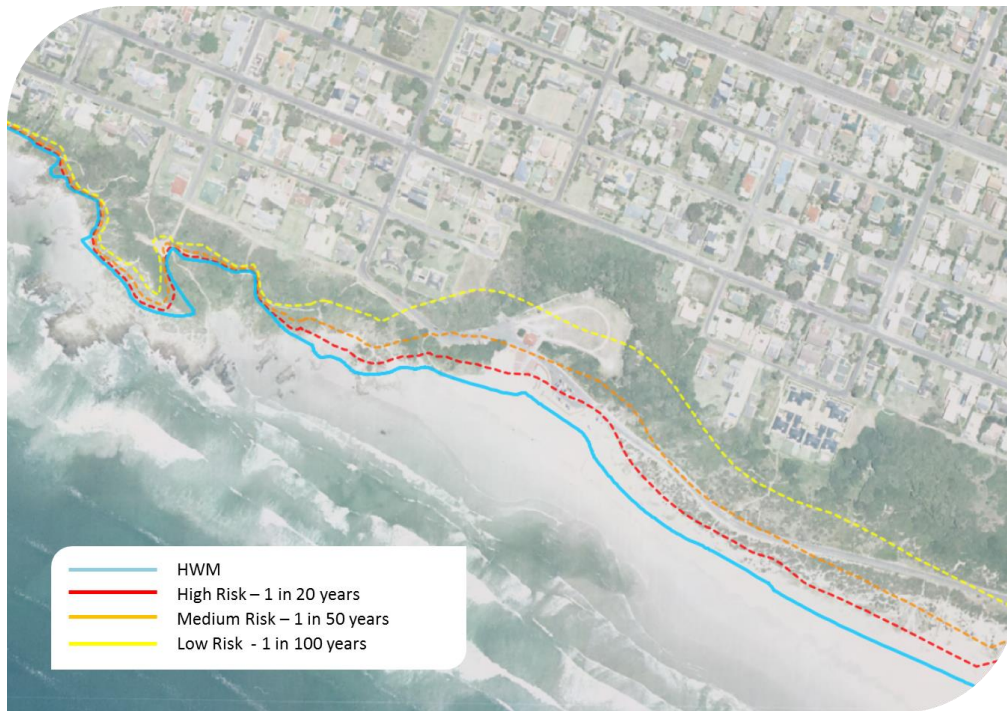 HWM
High Risk – 1 in 20 years
Medium Risk – 1 in 50 years
Low Risk - 1 in 100 years